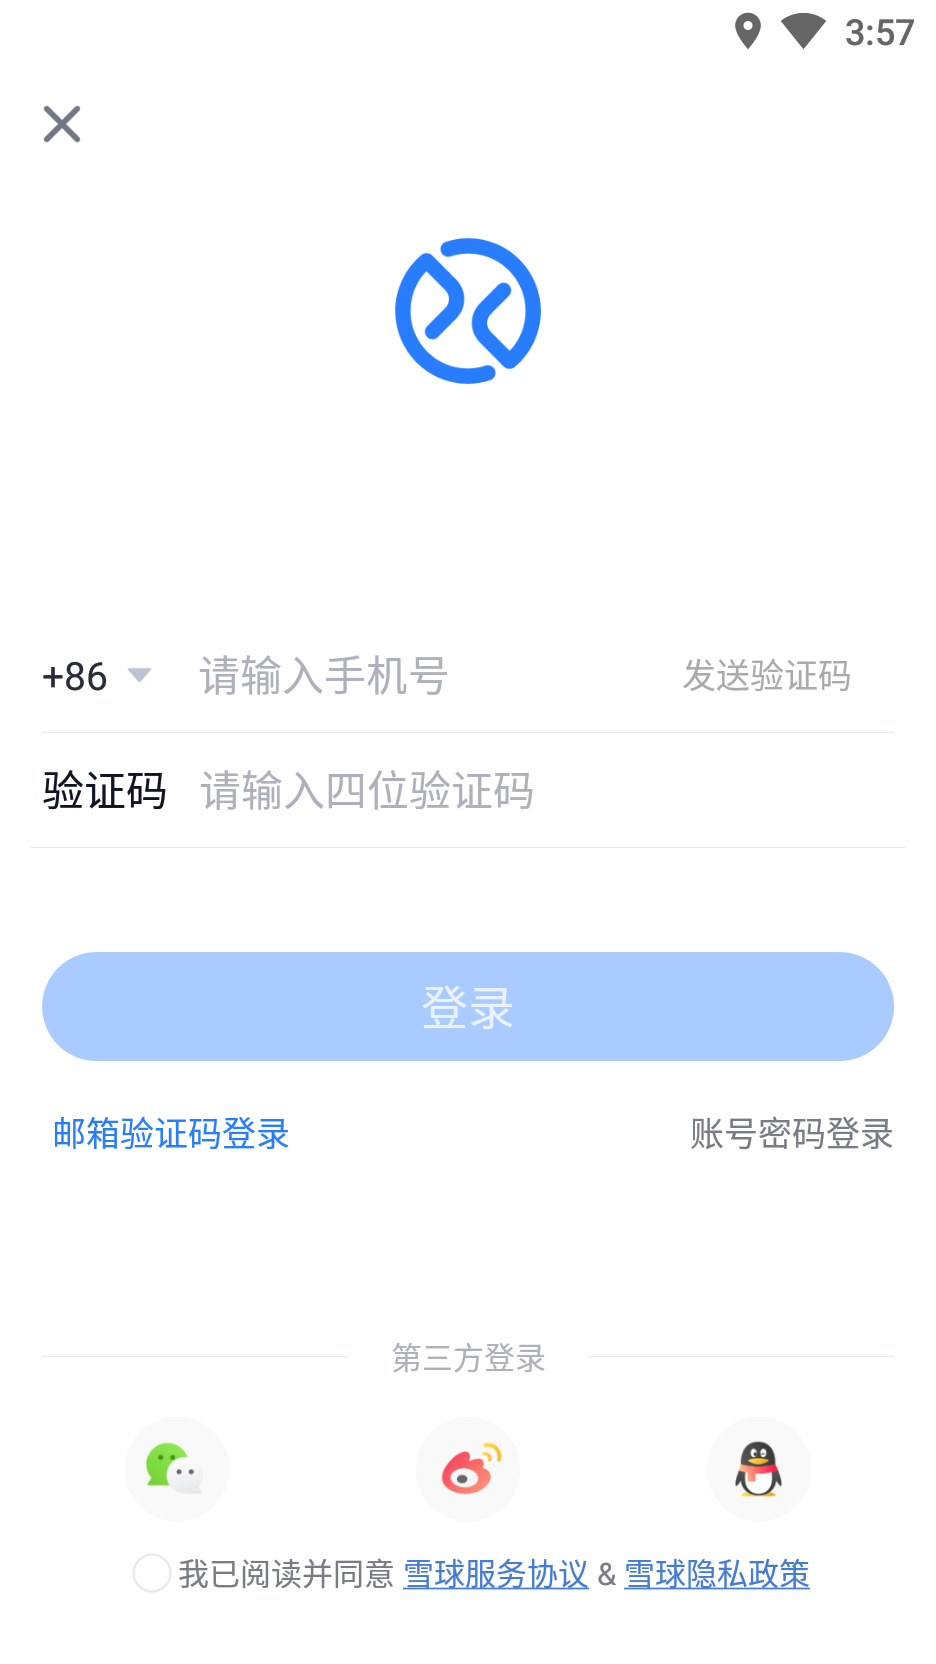 3:57
+86 请输入手机号 发送验证码
验证码 请输入四位验证码
登录
邮箱验证码登录 账号密码登录
第三方登录
我已阅读并同意 雪球服务协议 & 雪球隐私政策